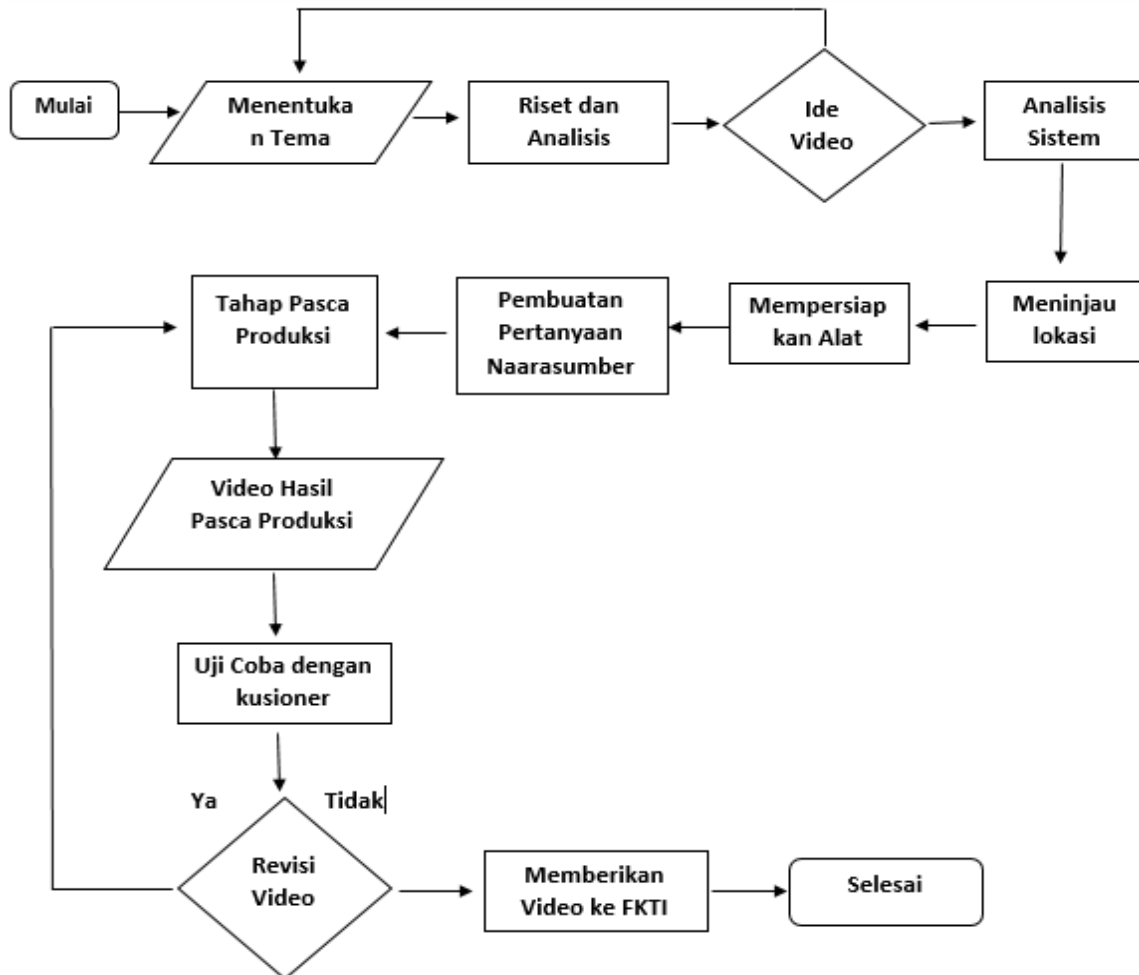 Mulai
Menentuka
n Tema
Riset dan
Analisis
Ide
Video
Analisis
Sistem
Meninjau
lokasi
Mempersiap
kan Alat
Pembuatan
Pertanyaan
Naarasumber
Tahap Pasca
Produksi
Video Hasil
Pasca Produksi
Uji Coba dengan
kusioner
Ya
Tidak
Revisi
Video
Memberikan
Video ke FKTI
Selesai